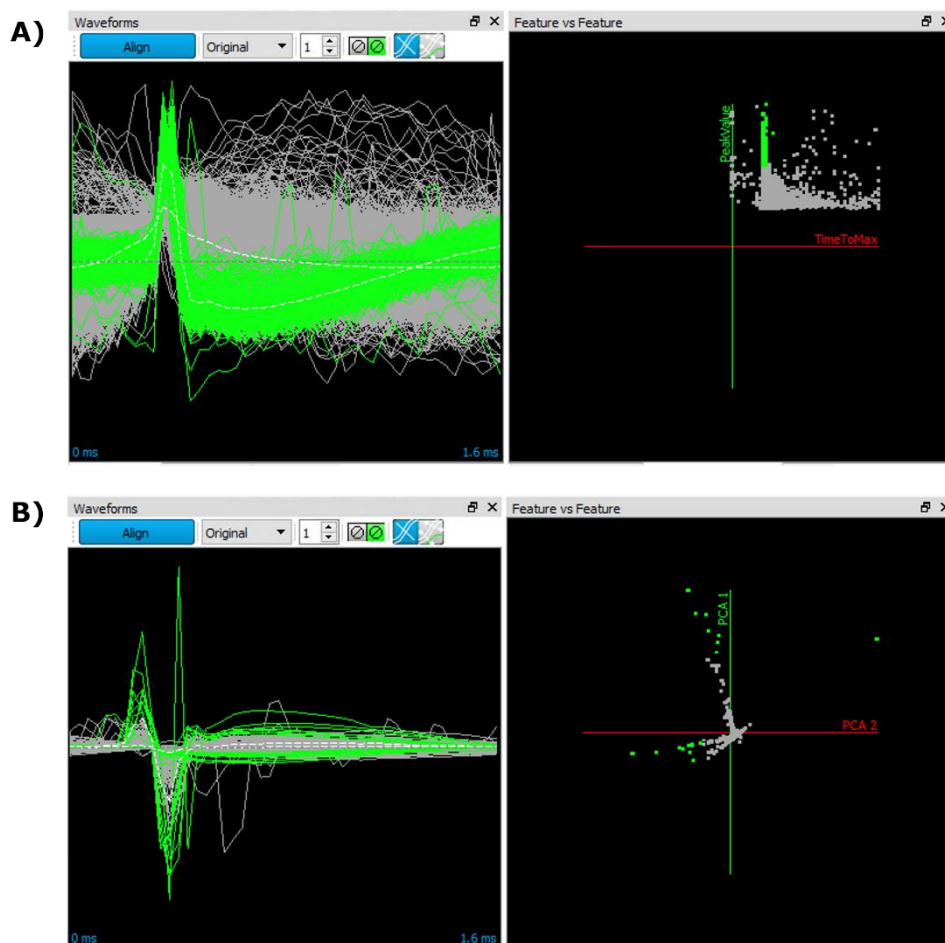 A)
Waveforms
Align Original 1
0 ms 1.6 ms
Feature vs Feature
PeakValue
TimeToMax
B)
Waveforms
Align Original 1
0 ms 1.6 ms
Feature vs Feature
PCA 1
PCA 2